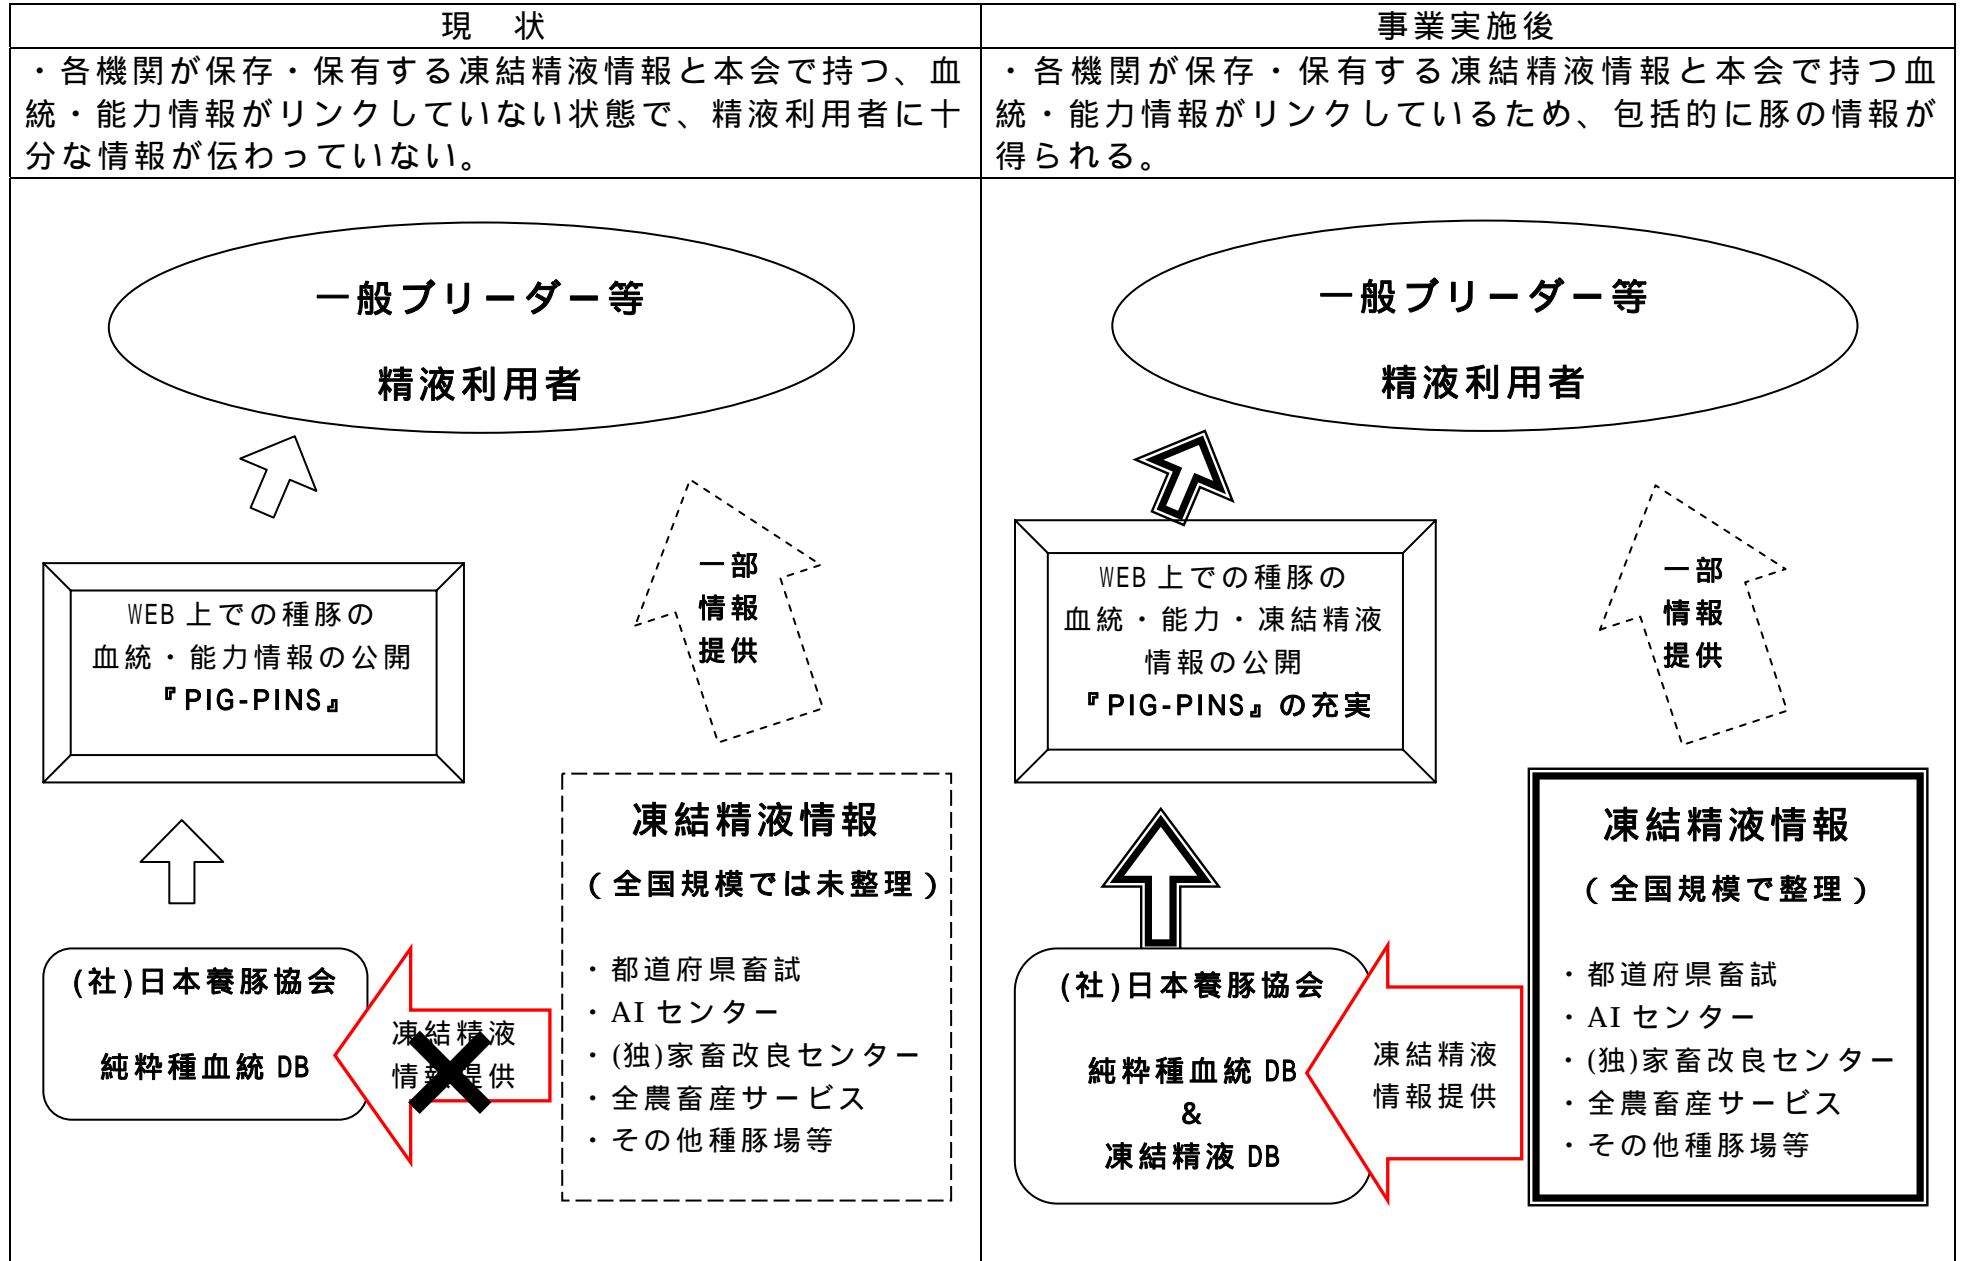 現　状
・各機関が保存・保有する凍結精液情報と本会で持つ、血
統・能力情報がリンクしていない状態で、精液利用者に十
分な情報が伝わっていない。
一般ブリーダー等
精液利用者
一部
情報
提供
WEB 上での種豚の
血統・能力情報の公開
『PIG-PINS』
凍結精液情報
（全国規模では未整理）
・都道府県畜試
・AI センター
・(独)家畜改良センター
・全農畜産サービス
・その他種豚場等
凍結精液
情報提供
(社)日本養豚協会
純粋種血統 DB
事業実施後
・各機関が保存・保有する凍結精液情報と本会で持つ血
統・能力情報がリンクしているため、包括的に豚の情報が
得られる。
一般ブリーダー等
精液利用者
一部
情報
提供
WEB 上での種豚の
血統・能力・凍結精液
情報の公開
『PIG-PINS』の充実
凍結精液情報
（全国規模で整理）
・都道府県畜試
・AI センター
・(独)家畜改良センター
・全農畜産サービス
・その他種豚場等
凍結精液
情報提供
(社)日本養豚協会
純粋種血統 DB
&
凍結精液 DB